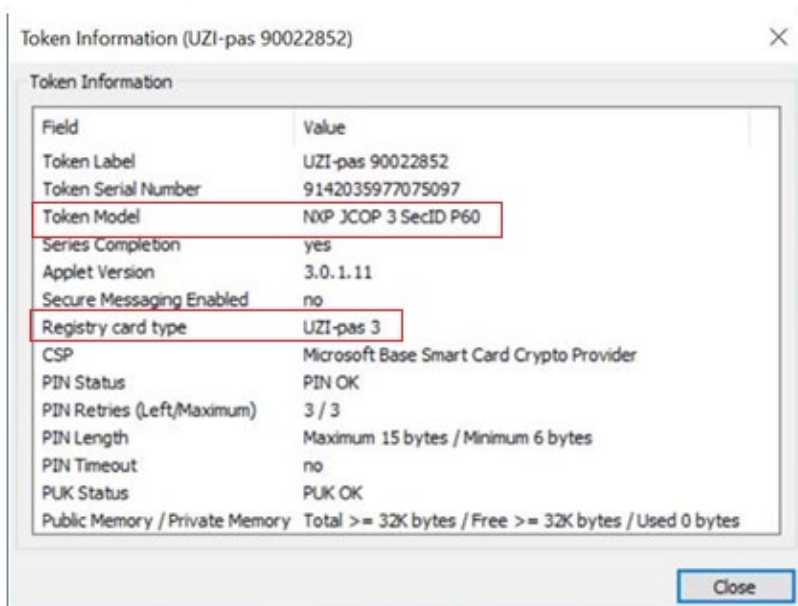 Token Information (UZI-pas 90022852)
Token Information
Field Value
Token Label UZI-pas 90022852
Token Serial Number 9142035977075097
Token Model NXP JCOP 3 SecID P60
Series Completion yes
Applet Version 3.0.1.11
Secure Messaging Enabled no
Registry card type UZI-pas 3
CSP Microsoft Base Smart Card Crypto Provider
PIN Status PIN OK
PIN Retries (Left/Maximum) 3 / 3
PIN Length Maximum 15 bytes / Minimum 6 bytes
PIN Timeout no
PUK Status PUK OK
Public Memory / Private Memory Total >= 32K bytes / Free >= 32K bytes / Used 0 bytes
Close